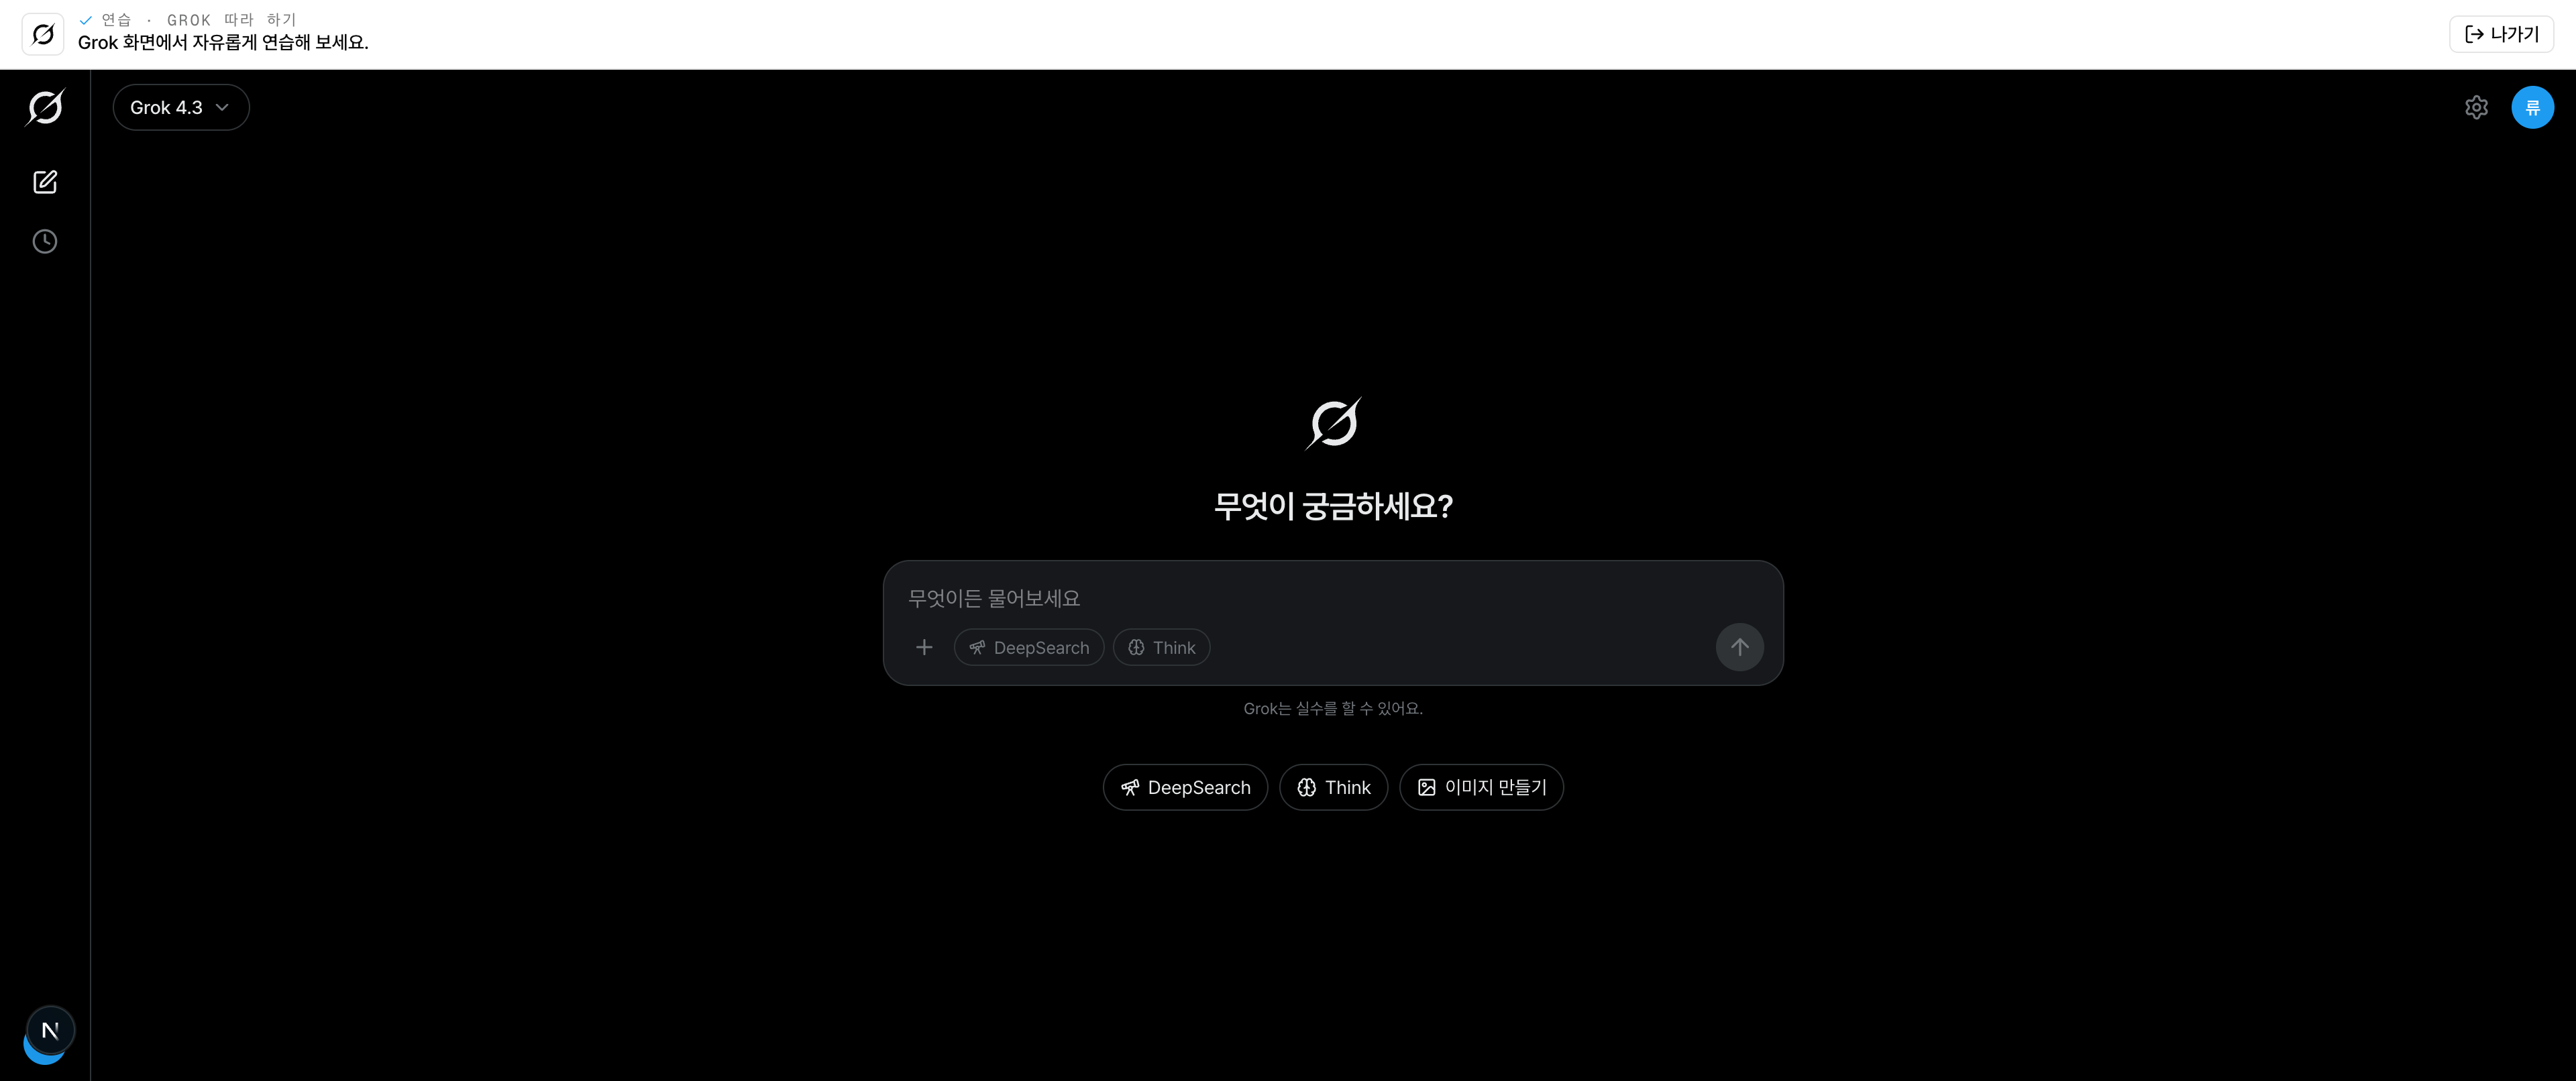 연습 · GROK 따라 하기
Grok 화면에서 자유롭게 연습해 보세요.
나가기
Grok 4.3
류
무엇이 궁금하세요?
무엇이든 물어보세요
DeepSearch
Think
Grok는 실수를 할 수 있어요.
DeepSearch
Think
이미지 만들기
N